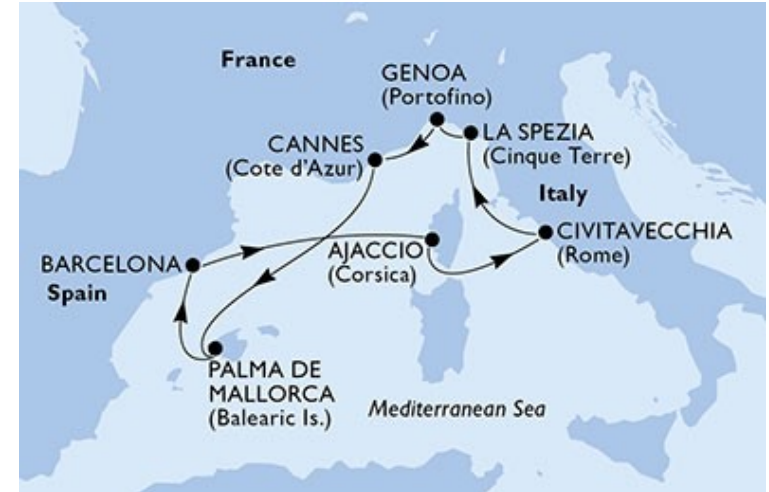 France
GENOA
(Portofino)
CANNES
(Cote d'Azur)
LA SPEZIA
(Cinque Terre)
Italy
CIVITAVECCHIA
(Rome)
AJACCIO
(Corsica)
BARCELONA
Spain
PALMA DE
MALLORCA
(Balearic Is.)
Mediterranean Sea